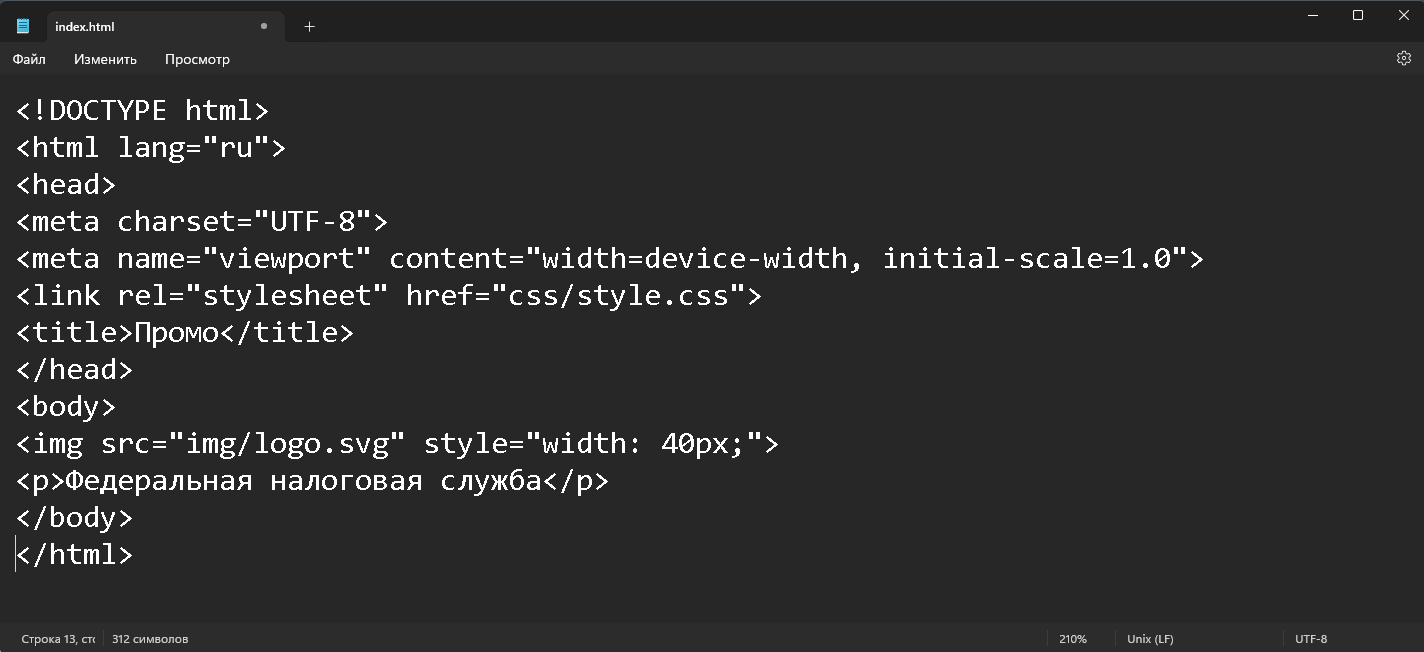 index.html
Файл Изменить Просмотр
<!DOCTYPE html>
<html lang="ru">
<head>
<meta charset="UTF-8">
<meta name="viewport" content="width=device-width, initial-scale=1.0">
<link rel="stylesheet" href="css/style.css">
<title>Промо</title>
</head>
<body>
<img src="img/logo.svg" style="width: 40px;">
<p>Федеральная налоговая служба</p>
</body>
</html>
Строка 13, стс 312 символов 210% Unix (LF) UTF-8